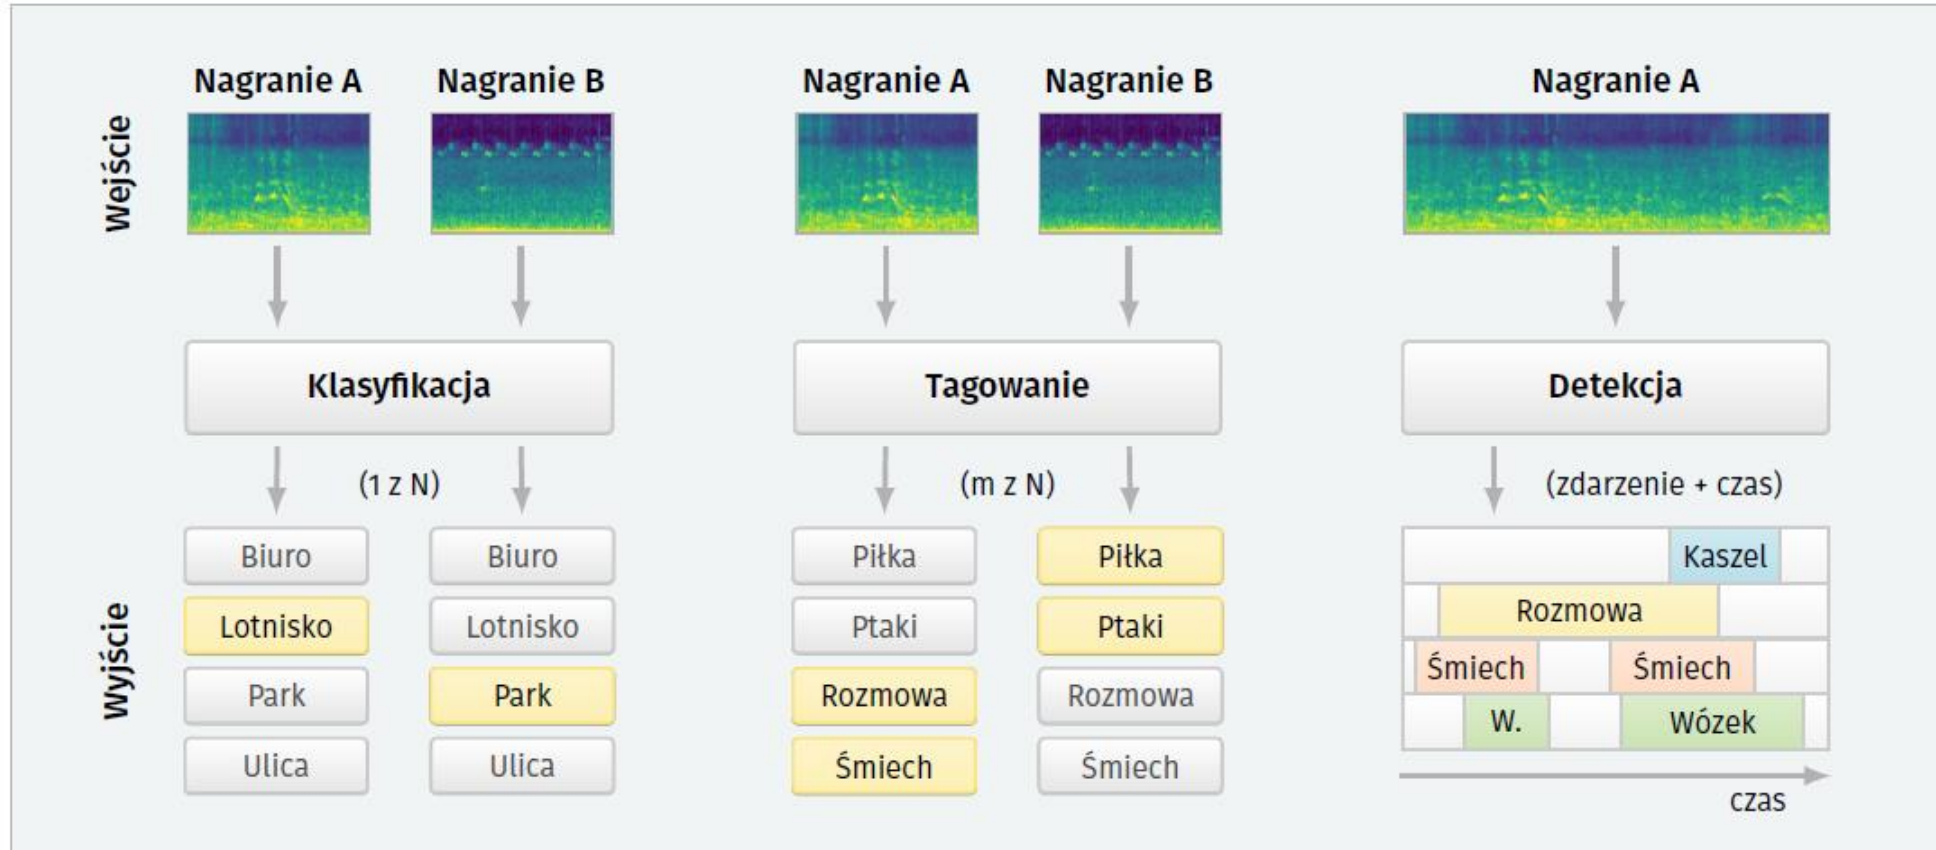 Nagranie A
Nagranie B
Nagranie A
Nagranie B
Nagranie A
Wejście
Klasyfikacja
Tagowanie
Detekcja
(1 z N)
(m z N)
(zdarzenie + czas)
Wyjście
Biuro
Lotnisko
Park
Ulica
Biuro
Lotnisko
Park
Ulica
Piłka
Ptaki
Rozmowa
Śmiech
Piłka
Ptaki
Rozmowa
Śmiech
Kaszel
Rozmowa
Śmiech
Śmiech
W.
Wózek
czas